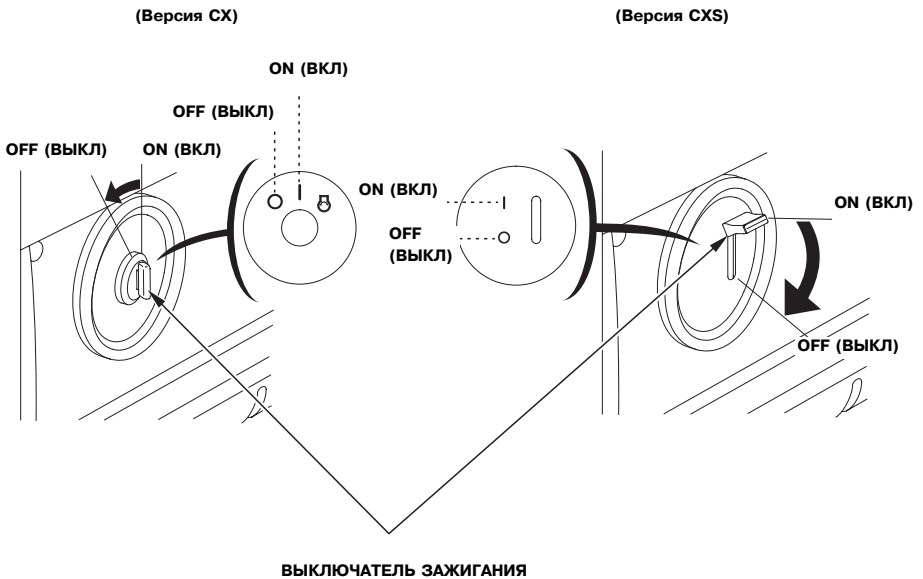 (Версия CX)
(Версия CXS)
ON (ВКЛ)
OFF (ВЫКЛ)
OFF (ВЫКЛ)
ON (ВКЛ)
ON (ВКЛ)
OFF
(ВЫКЛ)
ON (ВКЛ)
OFF (ВЫКЛ)
ВЫКЛЮЧАТЕЛЬ ЗАЖИГАНИЯ